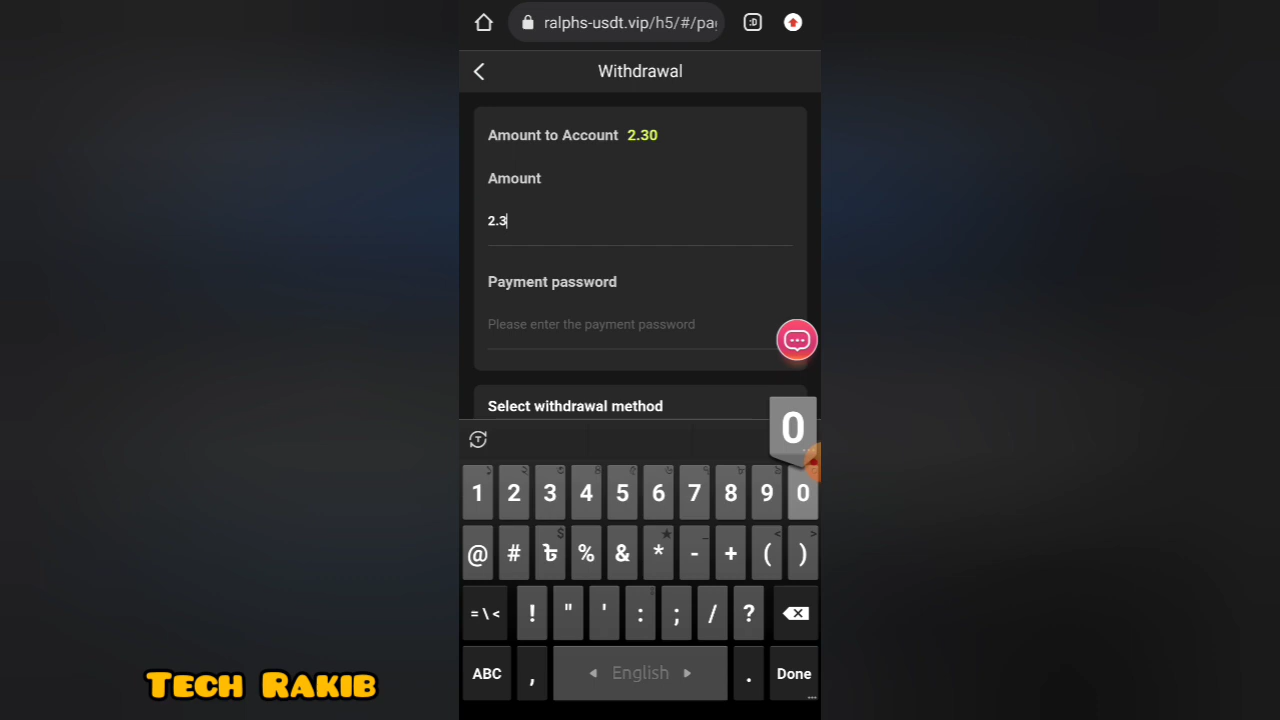 ralphs-usdt.vip/h5/#/pa
:D
Withdrawal
Amount to Account 2.30
Amount
2.3
Payment password
Please enter the payment password
Select withdrawal method
0
1 2 3 4 5 6 7 8 9 0
$ ★ _ < >
@ # ৳ % & * - + ( )
=\< ! " ' : ; / ?
ABC , English . Done
Tech Rakib